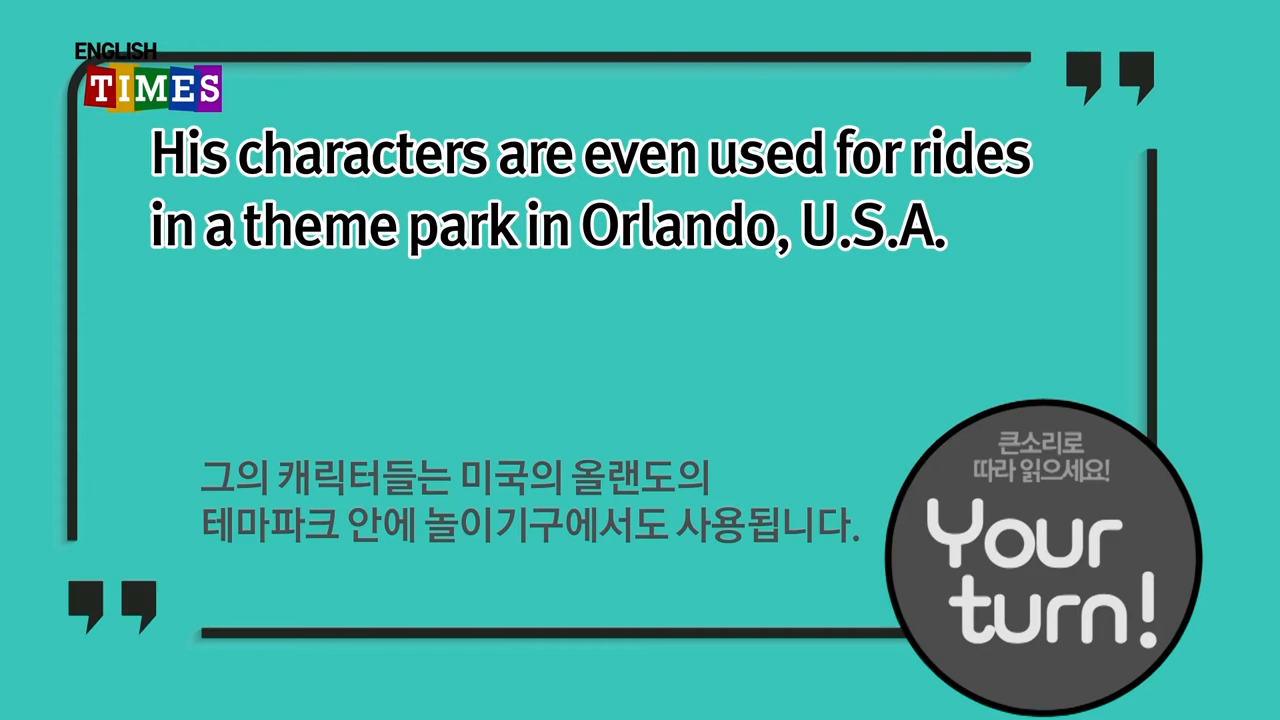 ENGLISH
TIMES
His characters are even used for rides
in a theme park in Orlando, U.S.A.
그의 캐릭터들는 미국의 올랜도의
테마파크 안에 놀이기구에서도 사용됩니다.
큰소리로
따라 읽으세요!
Your
turn!